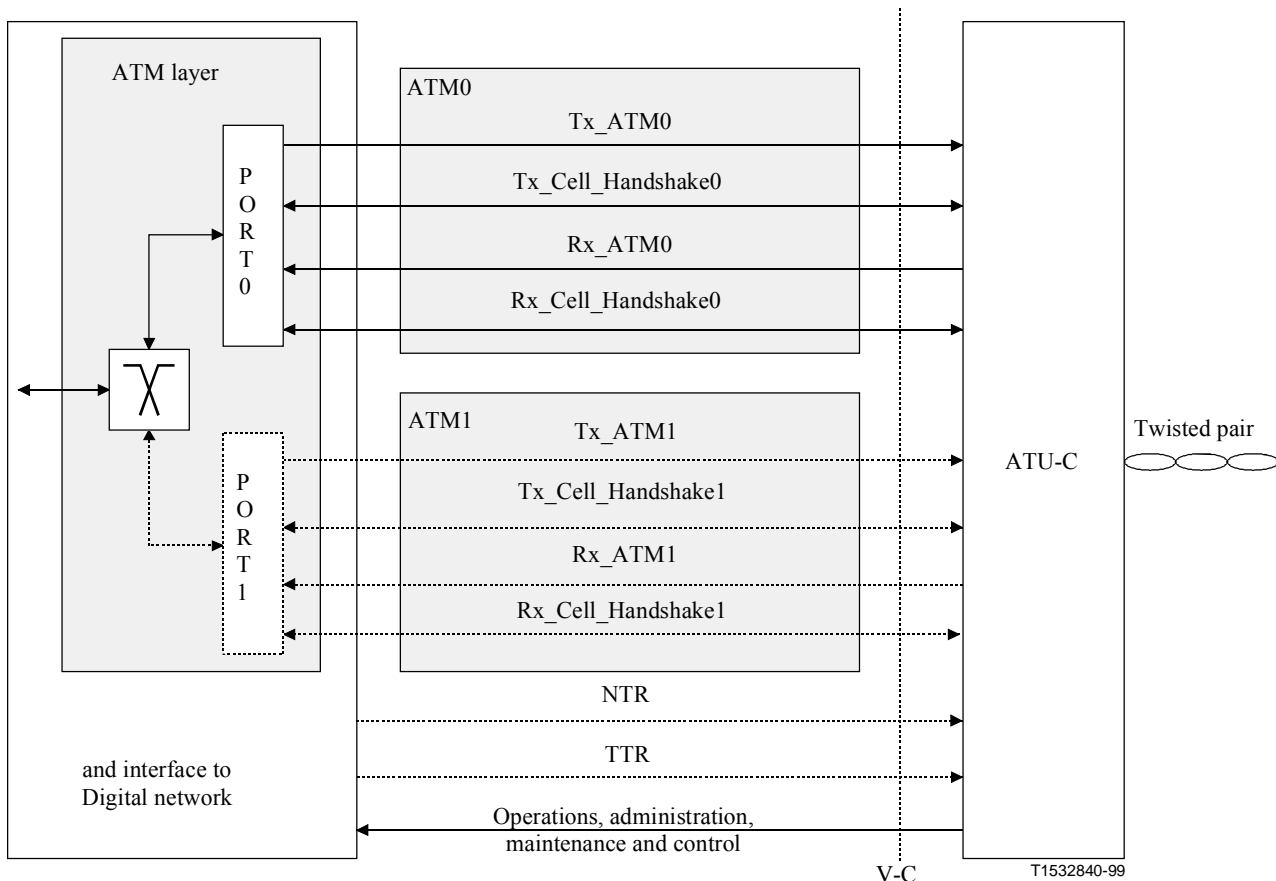 ATM layer
ATM0
Tx_ATM0
Tx_Cell_Handshake0
Rx_ATM0
Rx_Cell_Handshake0
P
O
R
T
0
ATM1
Tx_ATM1
Tx_Cell_Handshake1
Rx_ATM1
Rx_Cell_Handshake1
P
O
R
T
1
ATU-C
Twisted pair
NTR
TTR
and interface to
Digital network
Operations, administration,
maintenance and control
V-C
T1532840-99